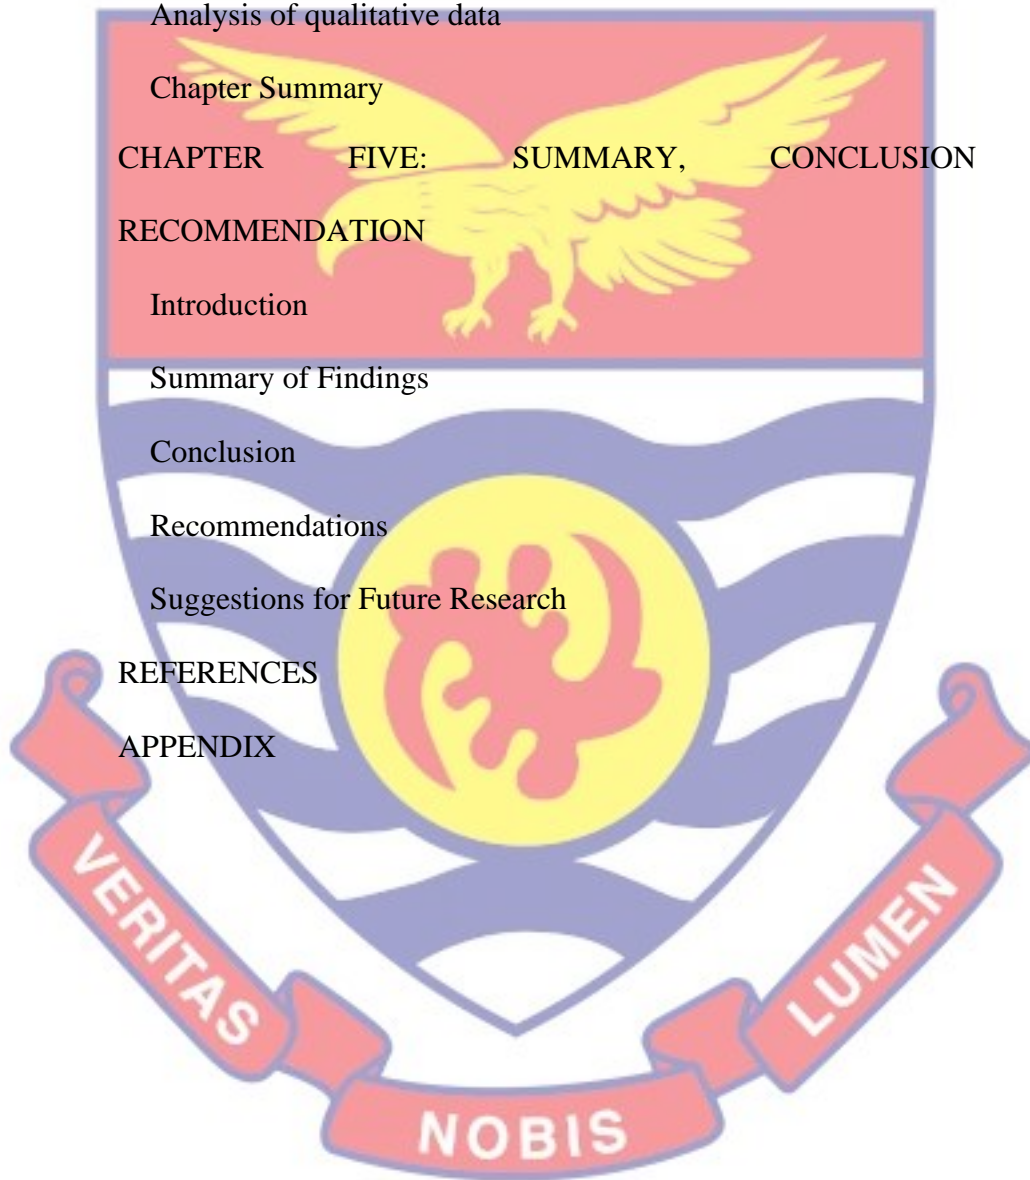 Analysis of qualitative data
Chapter Summary
CHAPTER FIVE: SUMMARY, CONCLUSION
RECOMMENDATION
Introduction
Summary of Findings
Conclusion
Recommendations
Suggestions for Future Research
REFERENCES
APPENDIX
VERITAS
NOBIS
LUMEN